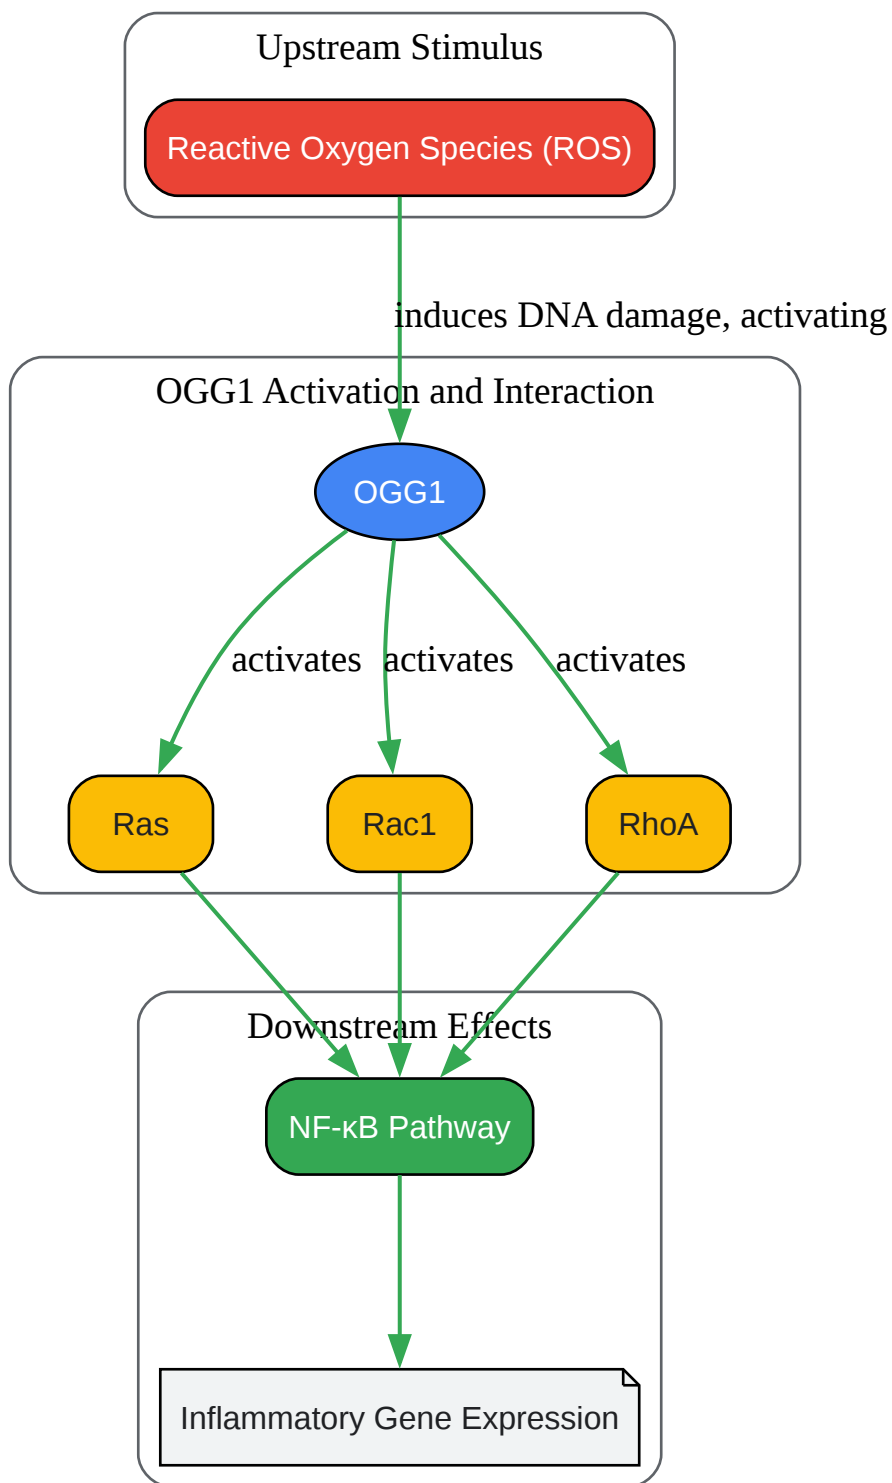 Upstream Stimulus
Reactive Oxygen Species (ROS)
induces DNA damage, activating
OGG1 Activation and Interaction
OGG1
activates activates activates
Ras Rac1 RhoA
Downstream Effects
NF-κB Pathway
Inflammatory Gene Expression